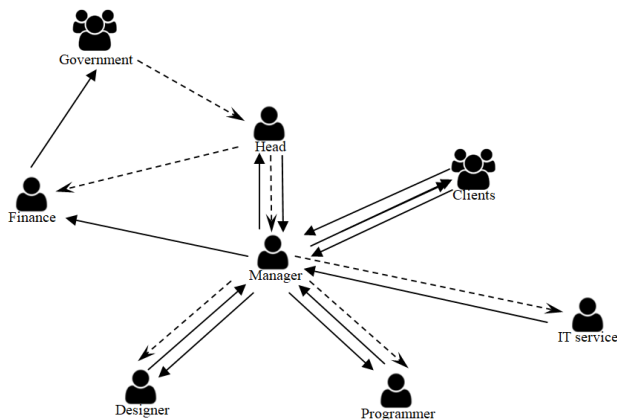 Government
Head
Clients
Finance
Manager
IT service
Designer
Programmer